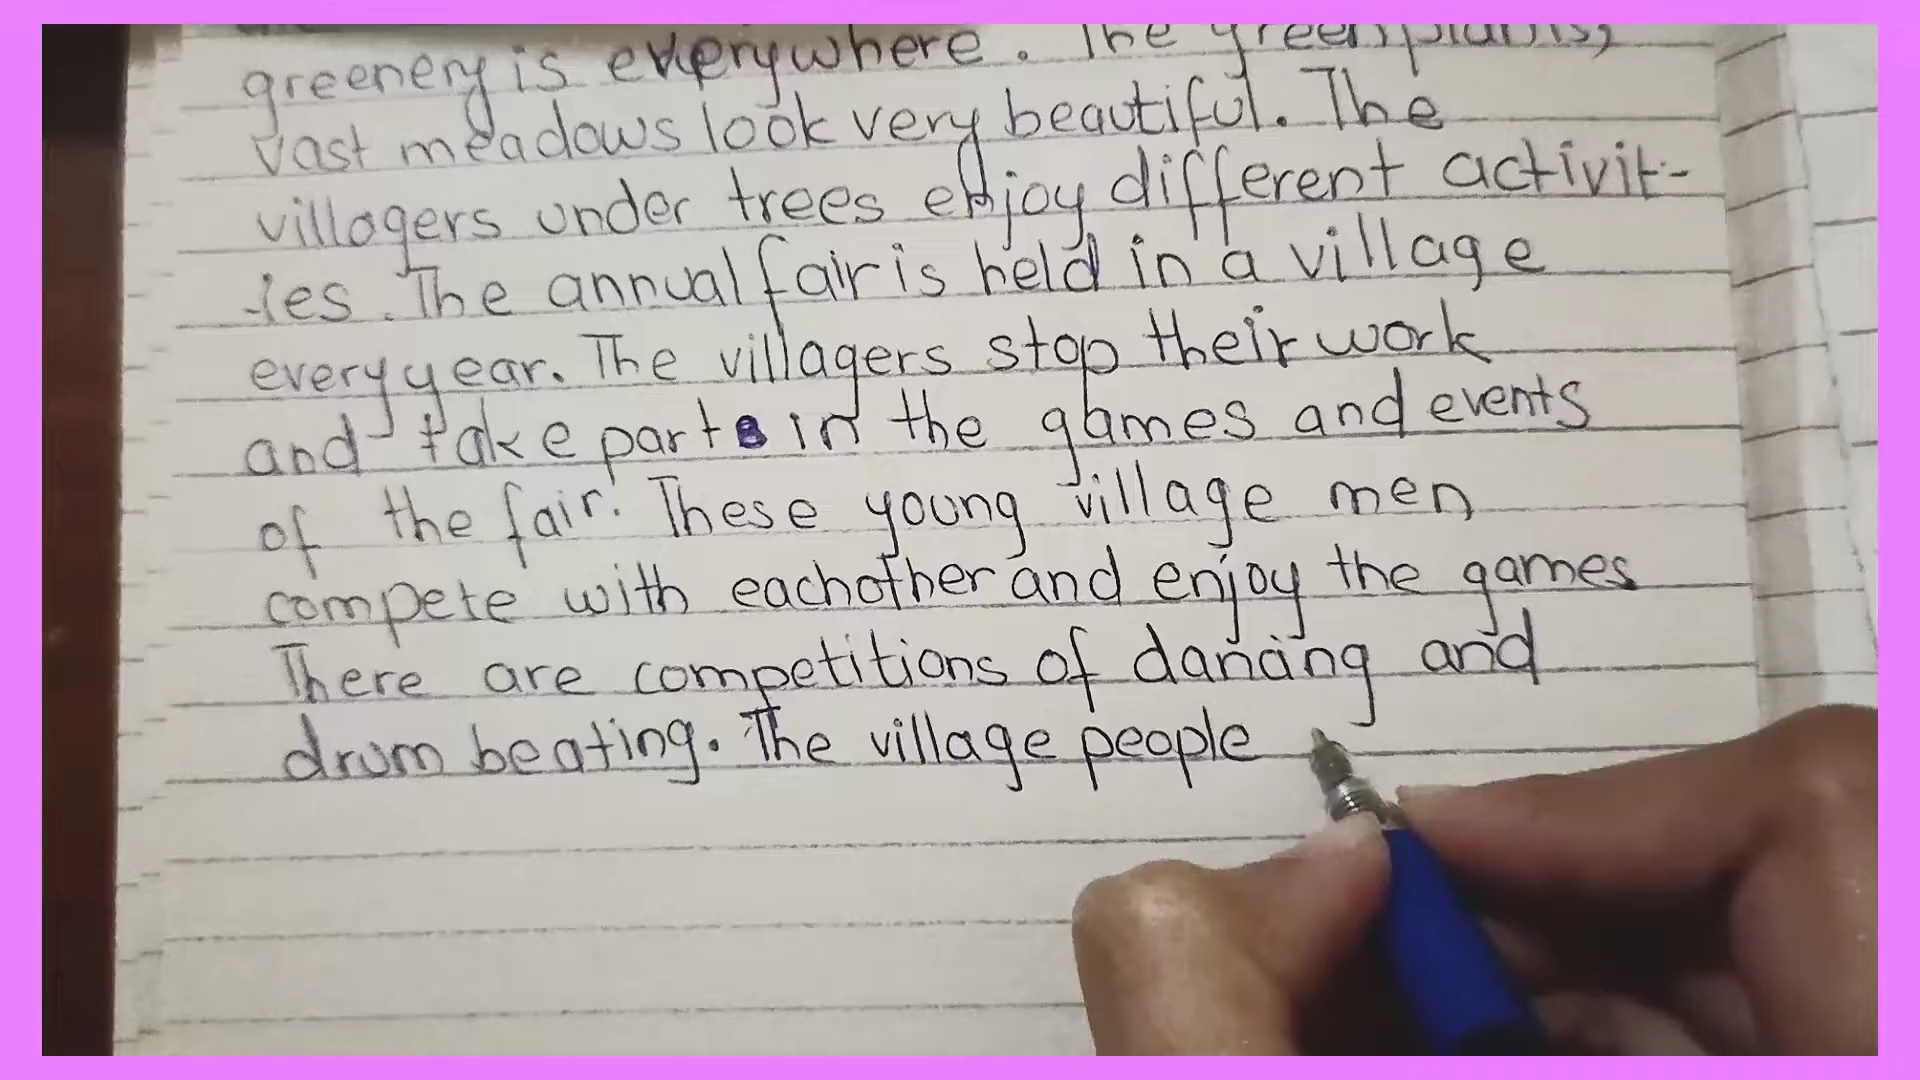 greenery is everywhere. The green plants,
vast meadows look very beautiful. The
villagers under trees enjoy different activit-
-ies. The annual fair is held in a village
every year. The villagers stop their work
and take part in the games and events
of the fair. These young village men
compete with eachother and enjoy the games
There are competitions of dancing and
drum beating. The village people